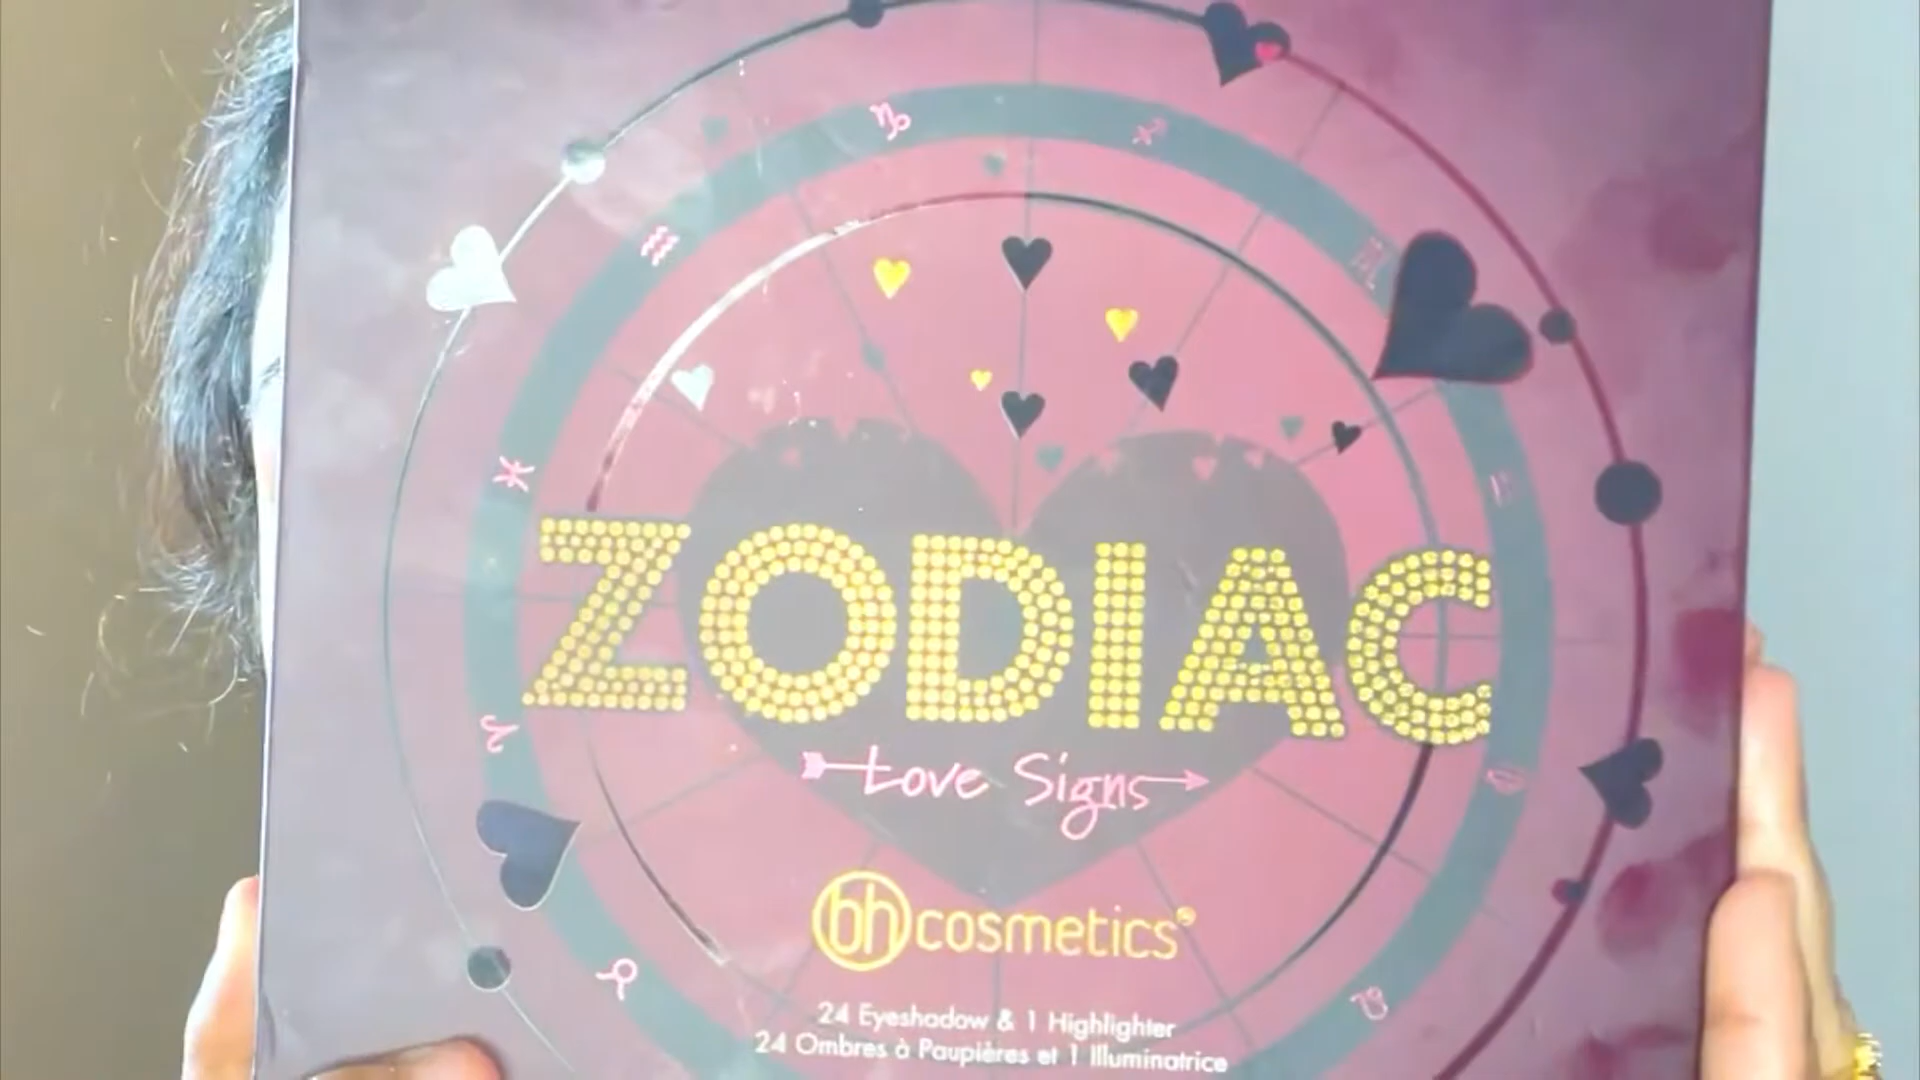 ZODIAC
Love Signs
bh cosmetics®
24 Eyeshadow & 1 Highlighter
24 Ombres à Paupières et 1 Illuminatrice